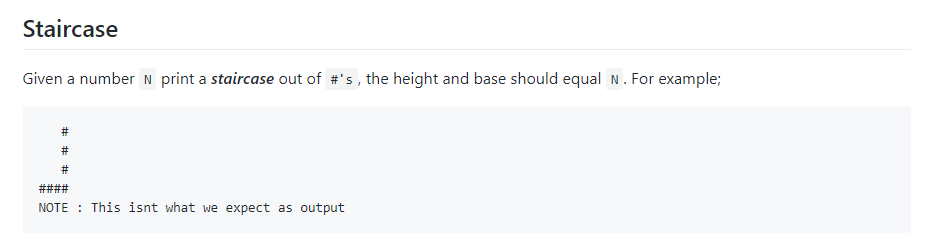 Staircase
Given a number N print a staircase out of #'s, the height and base should equal N. For example;
   #
   #
   #
####
NOTE : This isnt what we expect as output